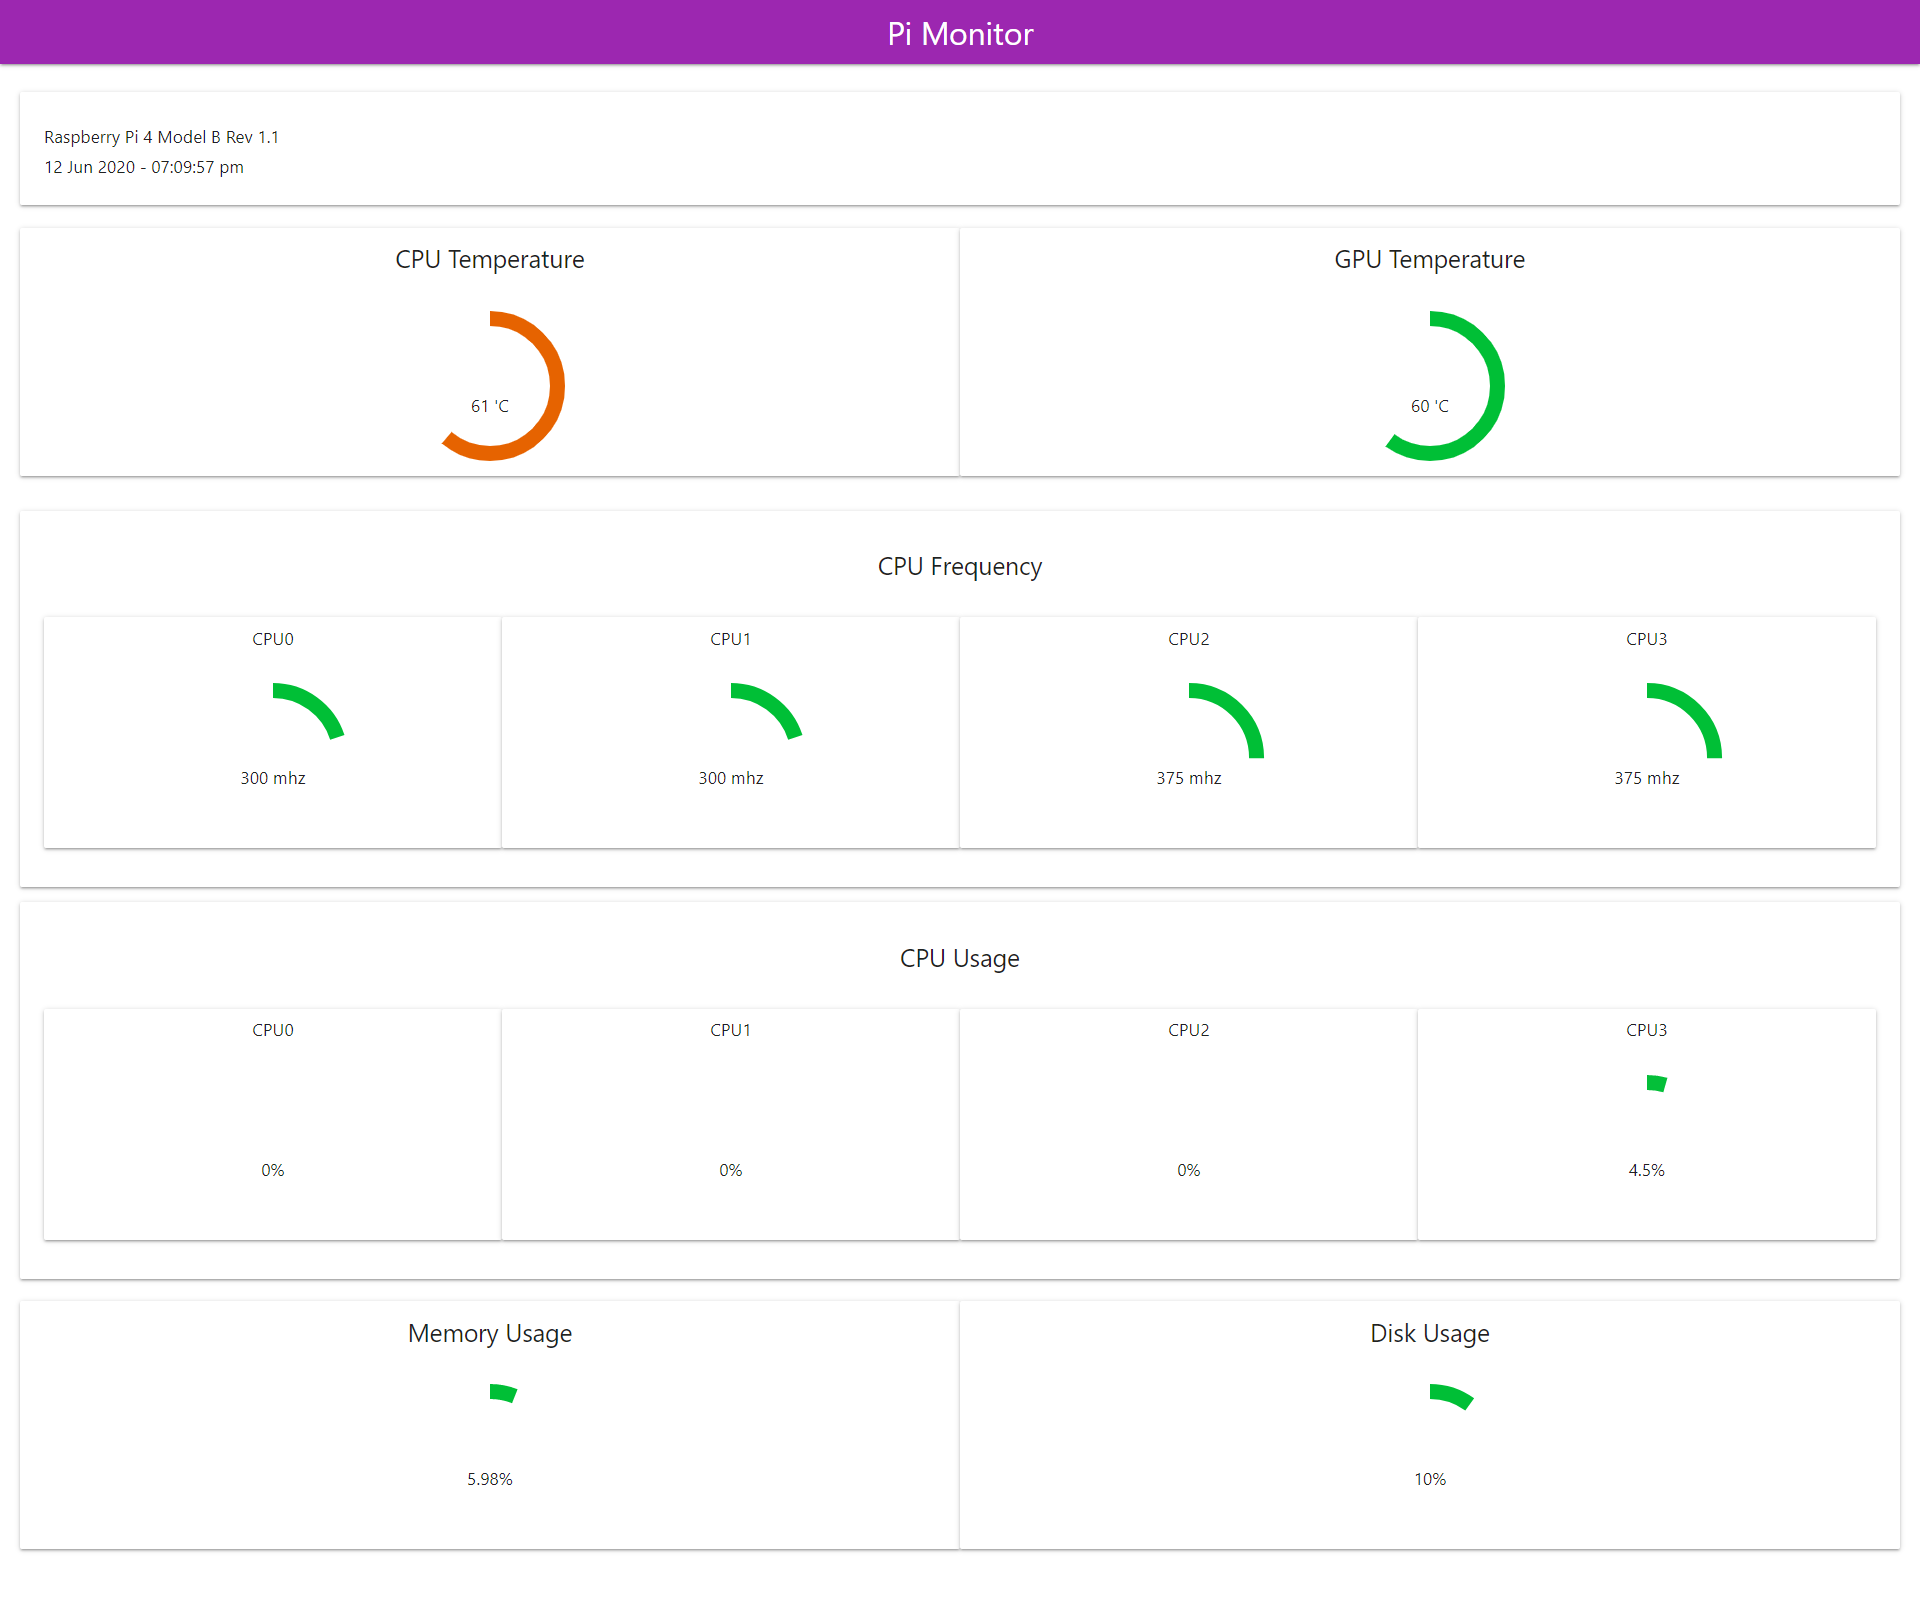 Pi Monitor
Raspberry Pi 4 Model B Rev 1.1
12 Jun 2020 - 07:09:57 pm
CPU Temperature
61 'C
GPU Temperature
60 'C
CPU Frequency
CPU0
300 mhz
CPU1
300 mhz
CPU2
375 mhz
CPU3
375 mhz
CPU Usage
CPU0
0%
CPU1
0%
CPU2
0%
CPU3
4.5%
Memory Usage
5.98%
Disk Usage
10%